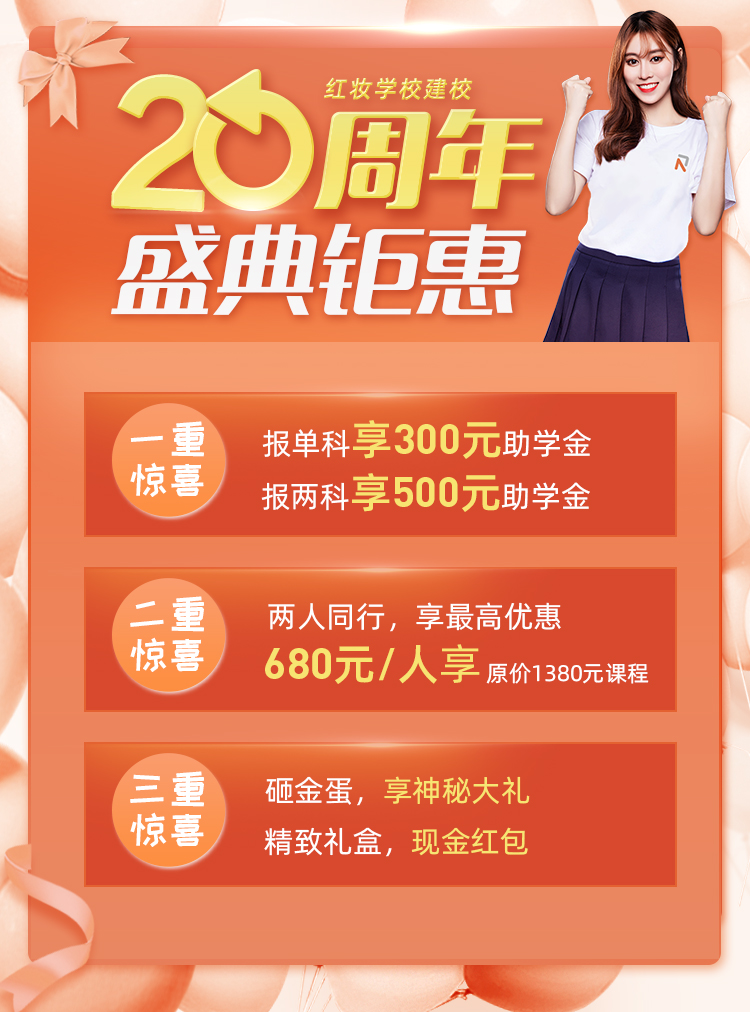 红妆学校建校
20周年
盛典钜惠
一重
惊喜
报单科享300元助学金
报两科享500元助学金
二重
惊喜
两人同行，享最高优惠
680元/人享 原价1380元课程
三重
惊喜
砸金蛋，享神秘大礼
精致礼盒，现金红包